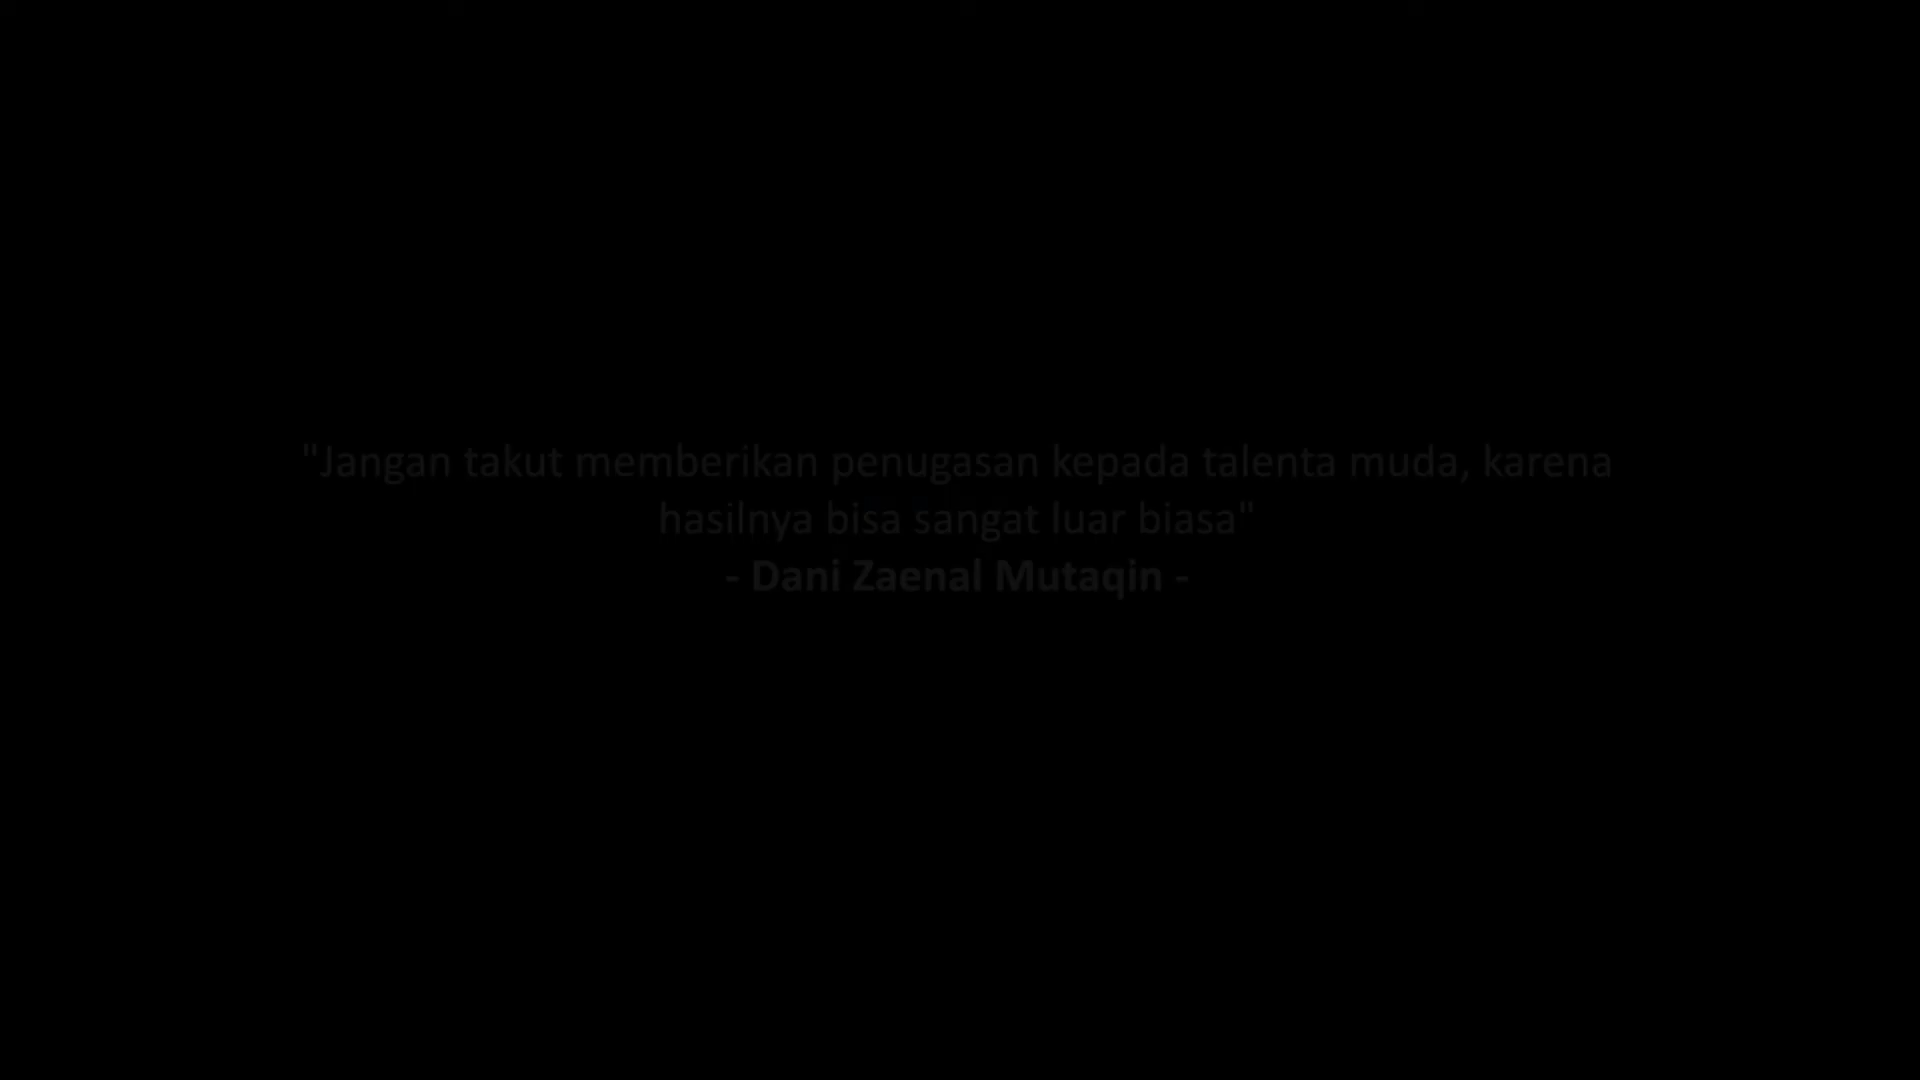 "Jangan takut memberikan penugasan kepada talenta muda, karena
hasilnya bisa sangat luar biasa"
- Dani Zaenal Mutaqin -